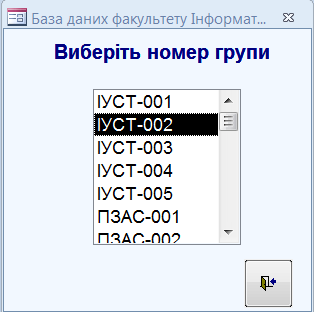 База даних факультету Інформат...
Виберіть номер групи
ІУСТ-001
ІУСТ-002
ІУСТ-003
ІУСТ-004
ІУСТ-005
ПЗАС-001
ПЗАС-002